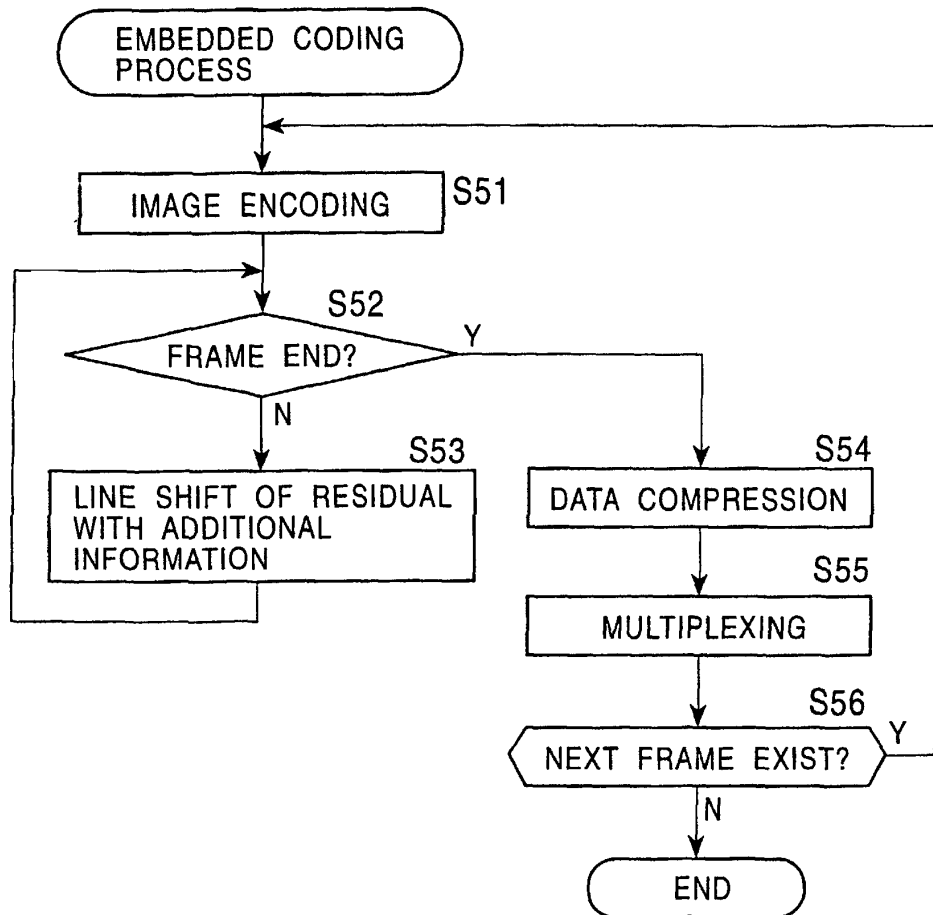 EMBEDDED CODING
PROCESS
IMAGE ENCODING
S51
S52
FRAME END?
Y
N
S53
LINE SHIFT OF RESIDUAL
WITH ADDITIONAL
INFORMATION
S54
DATA COMPRESSION
S55
MULTIPLEXING
S56
NEXT FRAME EXIST?
Y
N
END